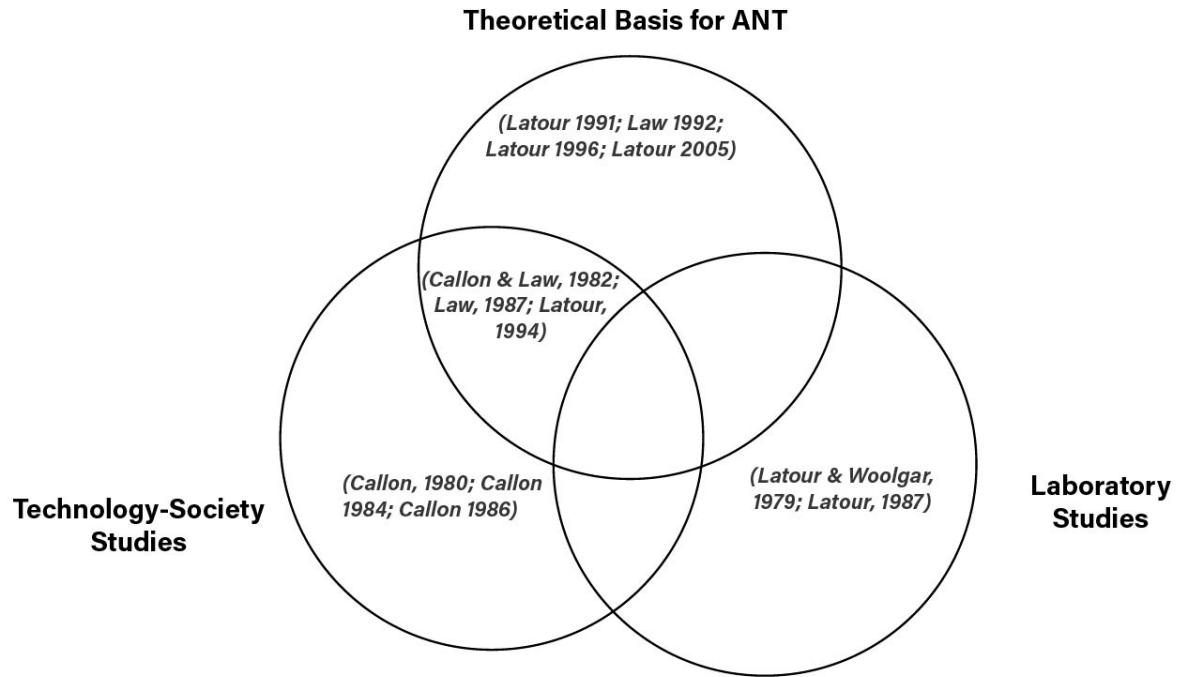 Theoretical Basis for ANT
(Latour 1991; Law 1992;
Latour 1996; Latour 2005)
(Callon & Law, 1982;
Law, 1987; Latour,
1994)
(Callon, 1980; Callon
1984; Callon 1986)
Technology-Society
Studies
(Latour & Woolgar,
1979; Latour, 1987)
Laboratory
Studies